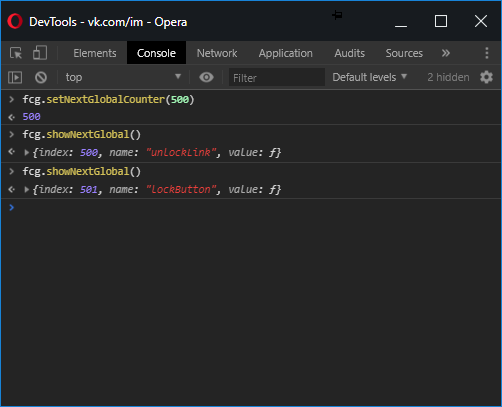 DevTools - vk.com/im - Opera
Elements Console Network Application Audits Sources »
top Filter Default levels 2 hidden
fcg.setNextGlobalCounter(500)
500
fcg.showNextGlobal()
{index: 500, name: "unlockLink", value: ƒ}
fcg.showNextGlobal()
{index: 501, name: "lockButton", value: ƒ}